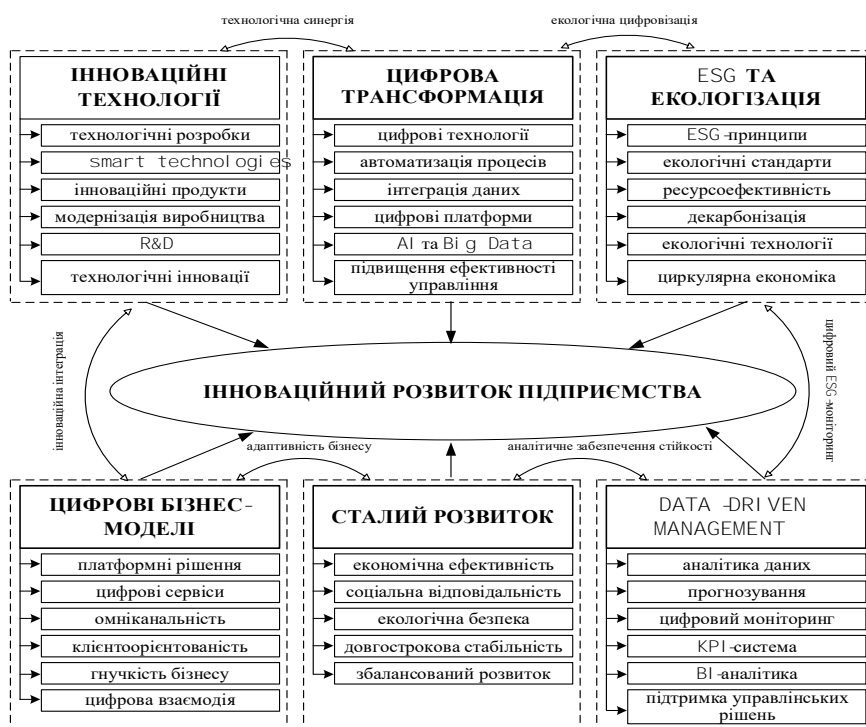 технологічна синергія
екологічна цифровізація
ІННОВАЦІЙНІ
ТЕХНОЛОГІЇ
технологічні розробки
smart technologies
інноваційні продукти
модернізація виробництва
R&D
технологічні інновації
ЦИФРОВА
ТРАНСФОРМАЦІЯ
цифрові технології
автоматизація процесів
інтеграція даних
цифрові платформи
AI та Big Data
підвищення ефективності
управління
ESG ТА
ЕКОЛОГІЗАЦІЯ
ESG-принципи
екологічні стандарти
ресурсоефективність
декарбонізація
екологічні технології
циркулярна економіка
інноваційна інтеграція
ІННОВАЦІЙНИЙ РОЗВИТОК ПІДПРИЄМСТВА
цифровий ESG-моніторинг
адаптивність бізнесу
аналітичне забезпечення стійкості
ЦИФРОВІ БІЗНЕС-
МОДЕЛІ
платформні рішення
цифрові сервіси
омніканальність
клієнтоорієнтованість
гнучкість бізнесу
цифрова взаємодія
СТАЛИЙ РОЗВИТОК
економічна ефективність
соціальна відповідальність
екологічна безпека
довгострокова стабільність
збалансований розвиток
DATA -DRIVEN
MANAGEMENT
аналітика даних
прогнозування
цифровий моніторинг
KPI-система
BI-аналітика
підтримка управлінських
рішень